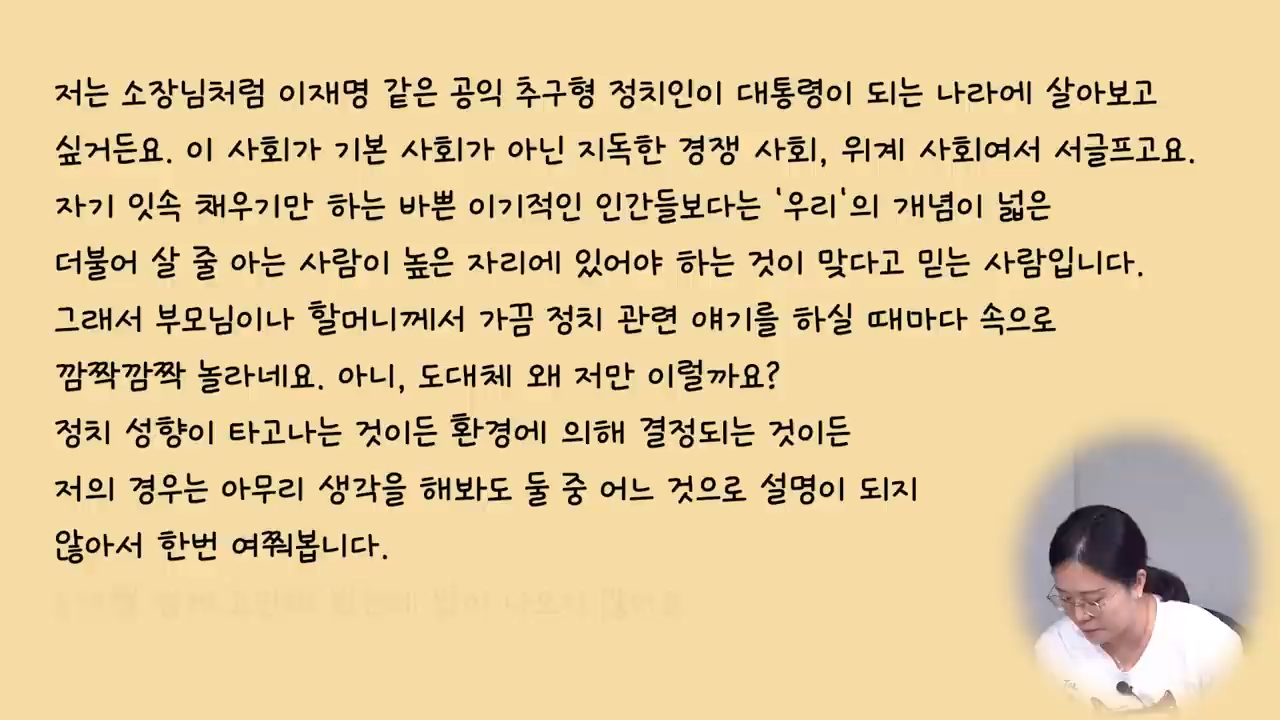 저는 소장님처럼 이재명 같은 공익 추구형 정치인이 대통령이 되는 나라에 살아보고
싶거든요. 이 사회가 기본 사회가 아닌 지독한 경쟁 사회, 위계 사회여서 서글프고요.
자기 잇속 채우기만 하는 바쁜 이기적인 인간들보다는 '우리'의 개념이 넓은
더불어 살 줄 아는 사람이 높은 자리에 있어야 하는 것이 맞다고 믿는 사람입니다.
그래서 부모님이나 할머니께서 가끔 정치 관련 얘기를 하실 때마다 속으로
깜짝깜짝 놀라네요. 아니, 도대체 왜 저만 이럴까요?
정치 성향이 타고나는 것이든 환경에 의해 결정되는 것이든
저의 경우는 아무리 생각을 해봐도 둘 중 어느 것으로 설명이 되지
않아서 한번 여쭤봅니다.